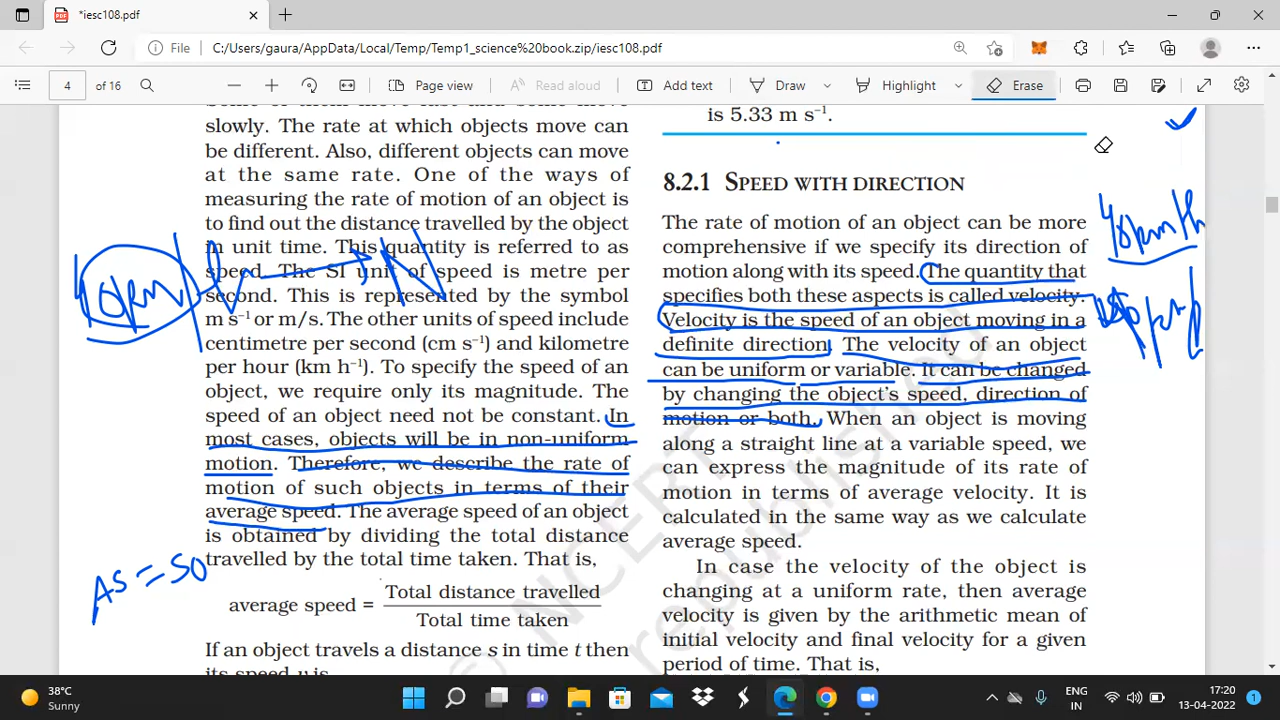 *iesc108.pdf
File
C:/Users/gaura/AppData/Local/Temp/Temp1_science%20book.zip/iesc108.pdf
4 of 16
Page view
Read aloud
Add text
Draw
Highlight
Erase
Some of them move fast and some move
slowly. The rate at which objects move can
be different. Also, different objects can move
at the same rate. One of the ways of
measuring the rate of motion of an object is
to find out the distance travelled by the object
in unit time. This quantity is referred to as
speed. The SI unit of speed is metre per
second. This is represented by the symbol
m s–1 or m/s. The other units of speed include
centimetre per second (cm s–1) and kilometre
per hour (km h–1). To specify the speed of an
object, we require only its magnitude. The
speed of an object need not be constant. In
most cases, objects will be in non-uniform
motion. Therefore, we describe the rate of
motion of such objects in terms of their
average speed. The average speed of an object
is obtained by dividing the total distance
travelled by the total time taken. That is,
average speed = Total distance travelled
Total time taken
If an object travels a distance s in time t then
its speed v is
40km/h N
AS = 50
is 5.33 m s–1.
8.2.1 SPEED WITH DIRECTION
The rate of motion of an object can be more
comprehensive if we specify its direction of
motion along with its speed. The quantity that
specifies both these aspects is called velocity.
Velocity is the speed of an object moving in a
definite direction. The velocity of an object
can be uniform or variable. It can be changed
by changing the object's speed, direction of
motion or both. When an object is moving
along a straight line at a variable speed, we
can express the magnitude of its rate of
motion in terms of average velocity. It is
calculated in the same way as we calculate
average speed.
In case the velocity of the object is
changing at a uniform rate, then average
velocity is given by the arithmetic mean of
initial velocity and final velocity for a given
period of time. That is,
40km/h
© NCERT
republished
38°C
Sunny
ENG
IN
17:20
13-04-2022
1